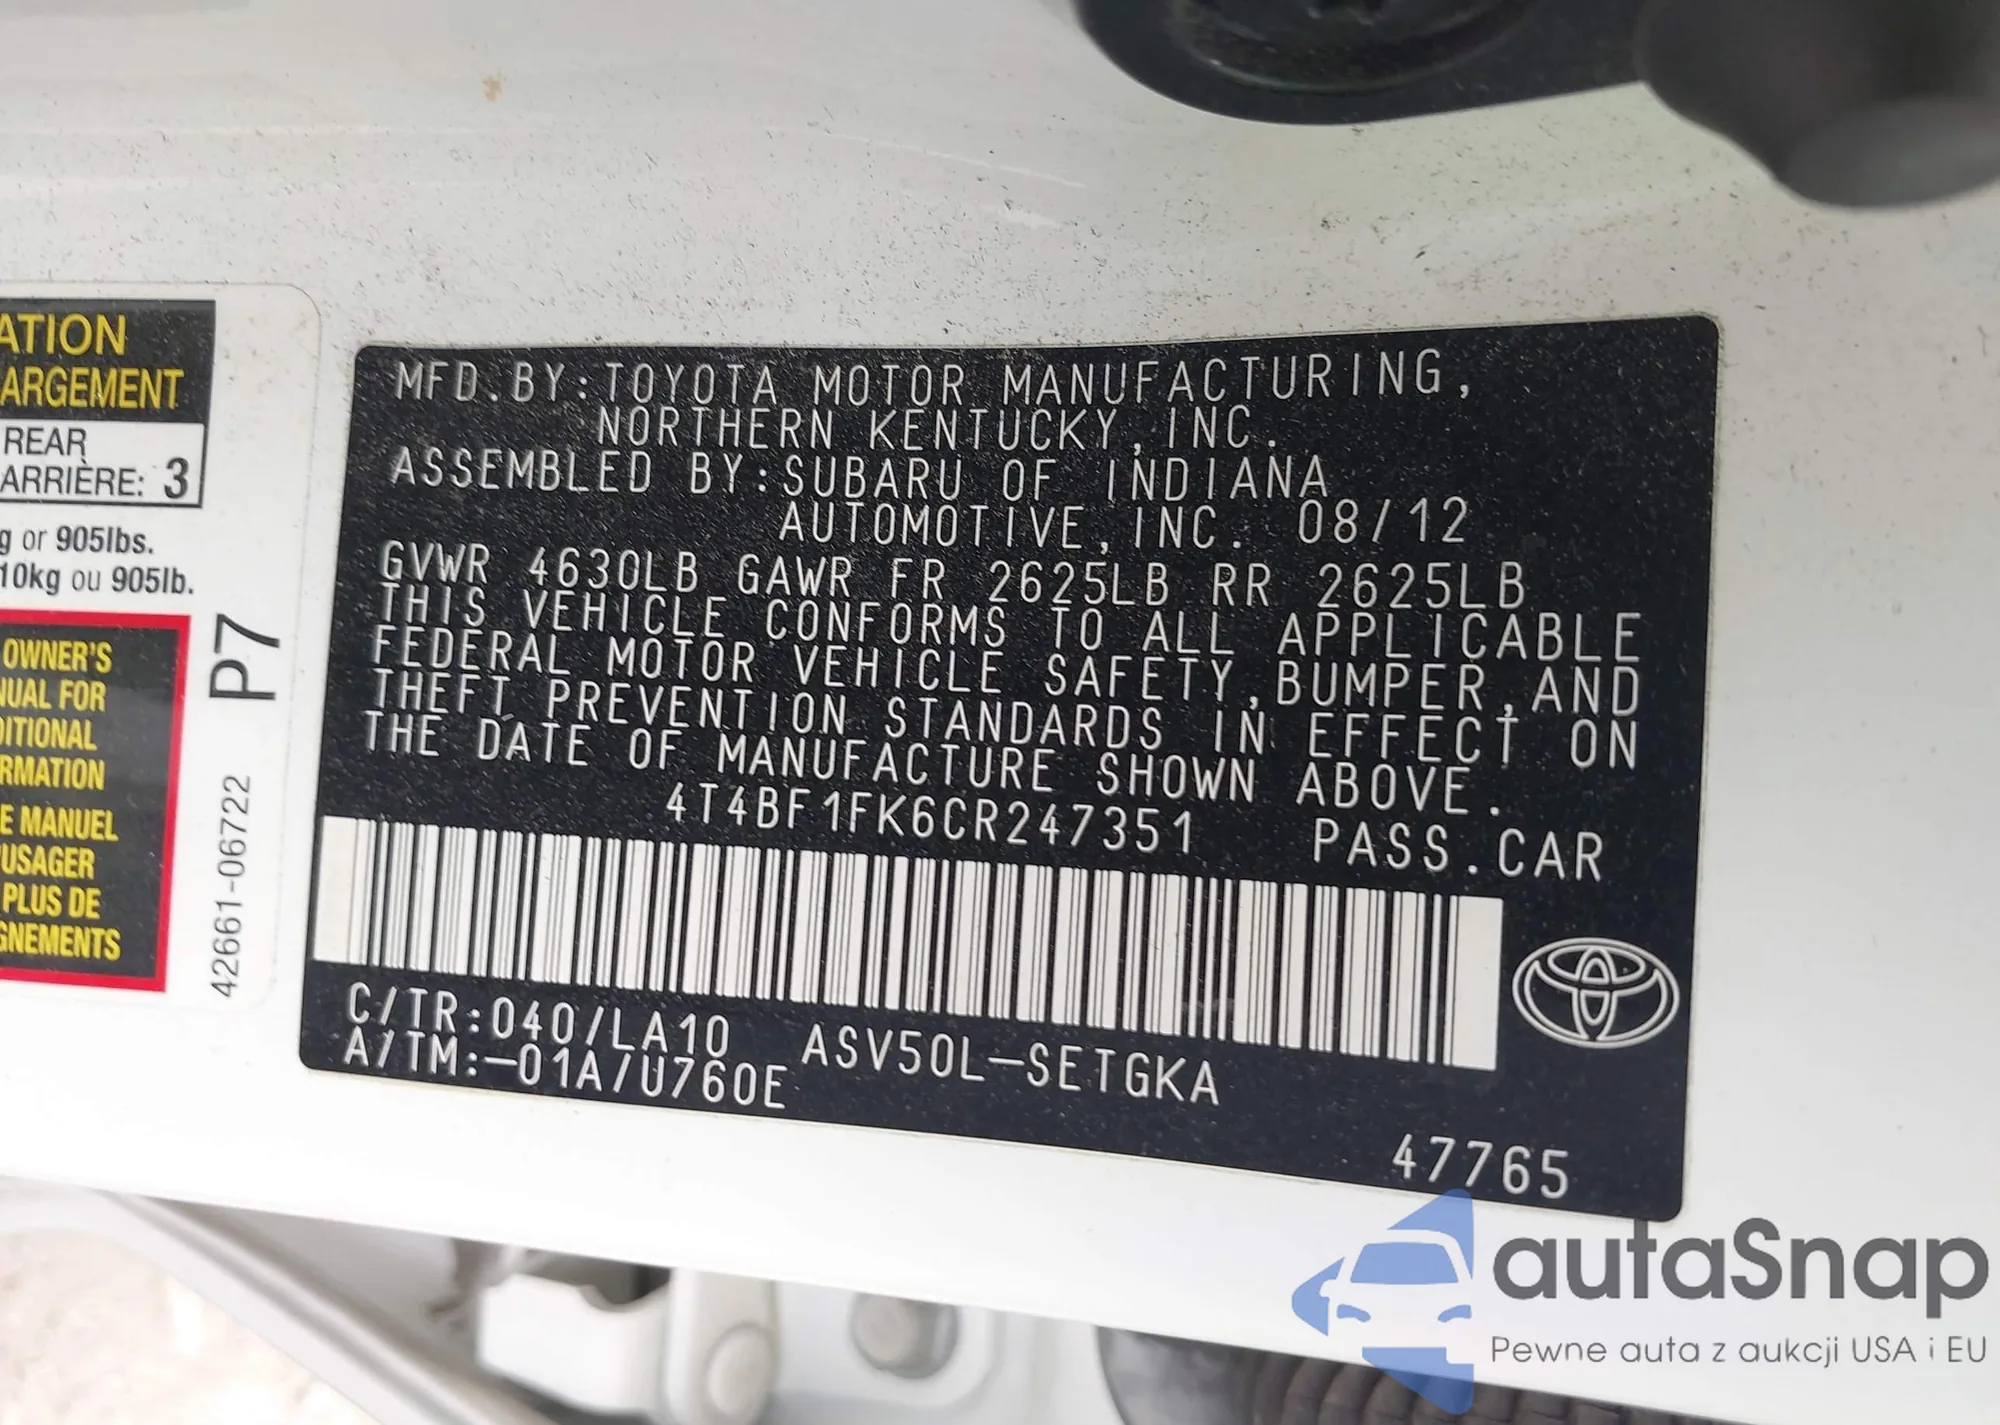 ATION
ARGEMENT
REAR
ARRIÈRE: 3
g or 905lbs.
10kg ou 905lb.
OWNER'S
NUAL FOR
DITIONAL
RMATION
E MANUEL
'USAGER
PLUS DE
GNEMENTS
P7
42661-06722
MFD.BY:TOYOTA MOTOR MANUFACTURING,
NORTHERN KENTUCKY,INC.
ASSEMBLED BY:SUBARU OF INDIANA
AUTOMOTIVE,INC. 08/12
GVWR 4630LB GAWR FR 2625LB RR 2625LB
THIS VEHICLE CONFORMS TO ALL APPLICABLE
FEDERAL MOTOR VEHICLE SAFETY,BUMPER,AND
THEFT PREVENTION STANDARDS IN EFFECT ON
THE DATE OF MANUFACTURE SHOWN ABOVE.
4T4BF1FK6CR247351 PASS.CAR
C/TR:040/LA10 ASV50L-SETGKA
A/TM:-01A/U760E
47765
autaSnap
Pewne auta z aukcji USA i EU